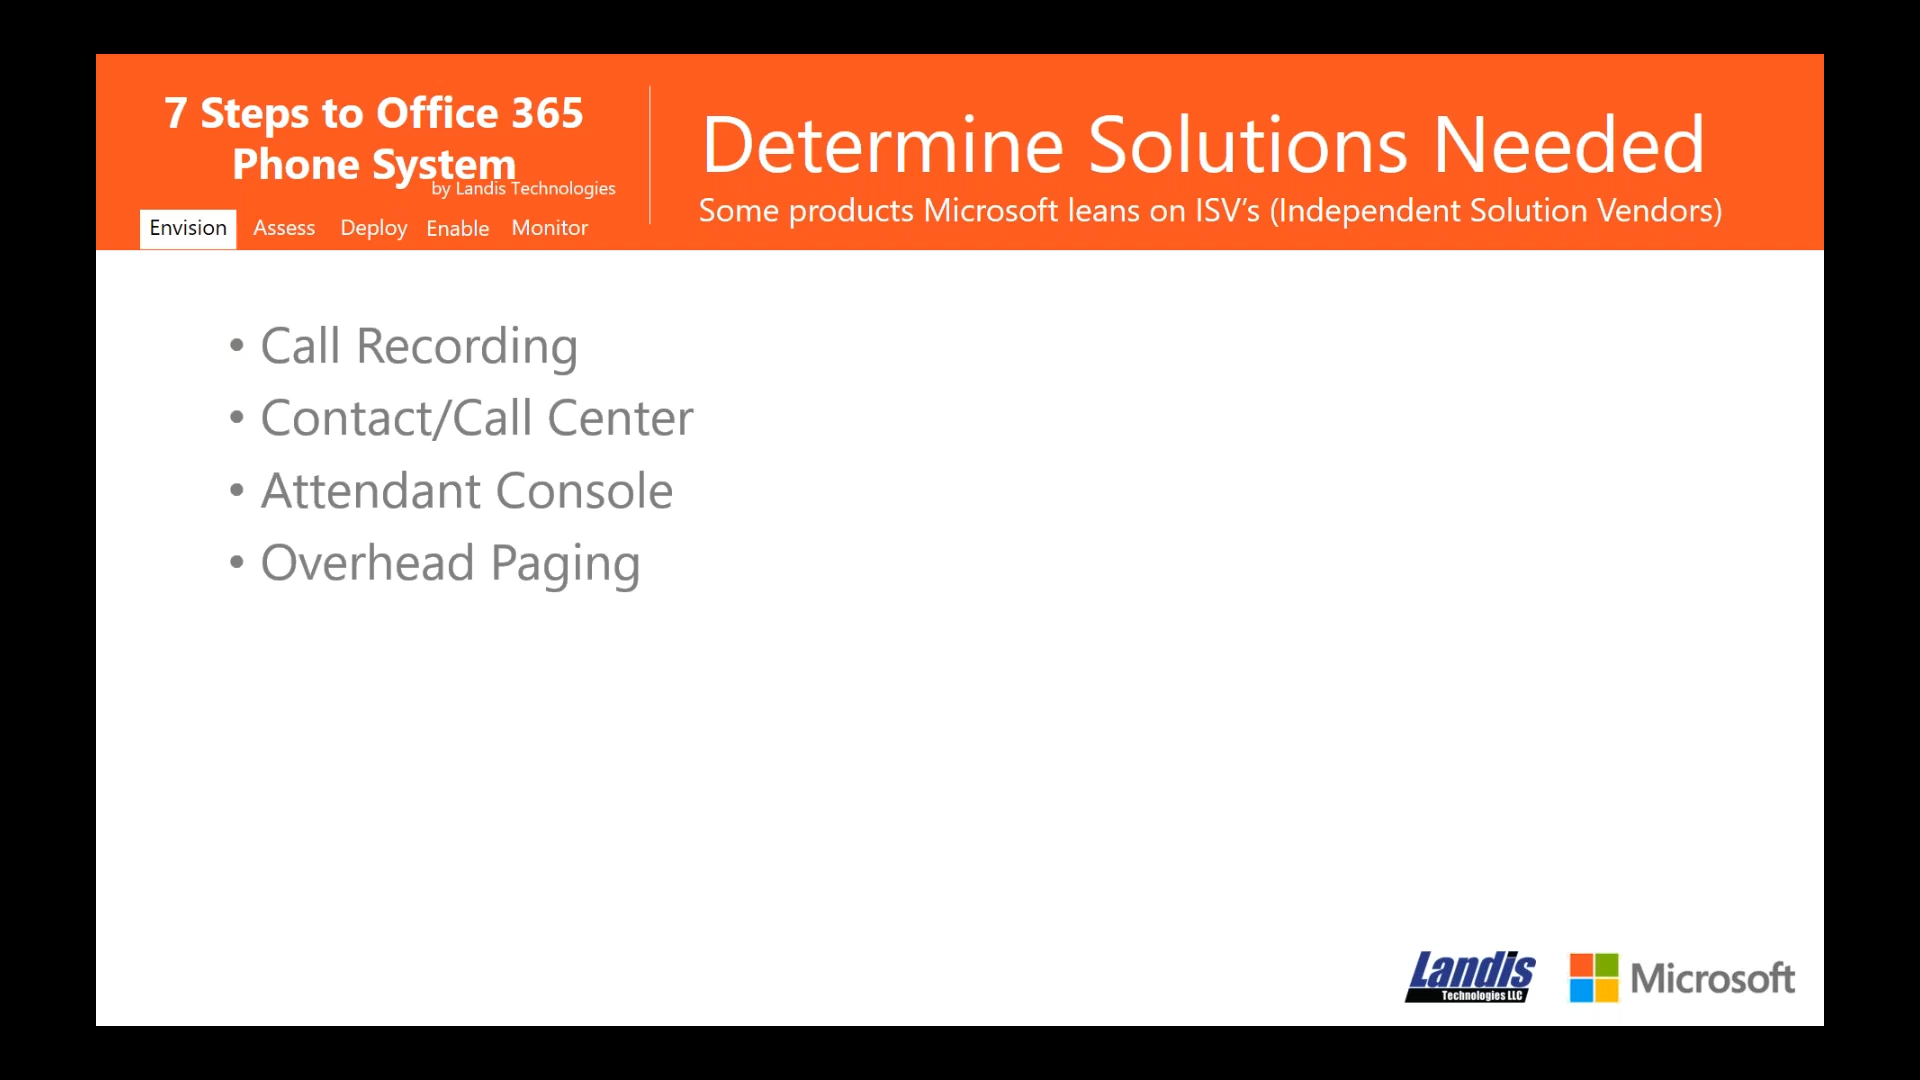 7 Steps to Office 365
Phone System
by Landis Technologies
Envision Assess Deploy Enable Monitor
Determine Solutions Needed
Some products Microsoft leans on ISV's (Independent Solution Vendors)
• Call Recording
• Contact/Call Center
• Attendant Console
• Overhead Paging
Landis
Technologies LLC
Microsoft